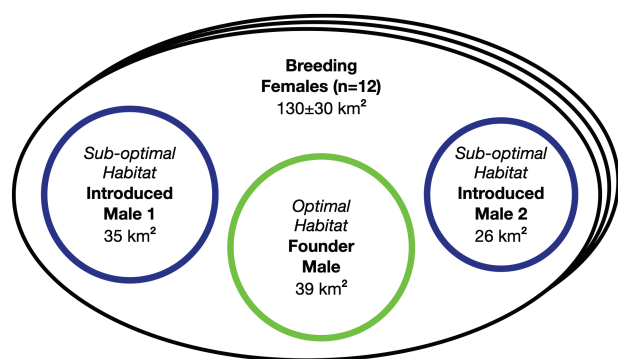 Breeding
Females (n=12)
130±30 km²
Sub-optimal
Habitat
Introduced
Male 1
35 km²
Optimal
Habitat
Founder
Male
39 km²
Sub-optimal
Habitat
Introduced
Male 2
26 km²